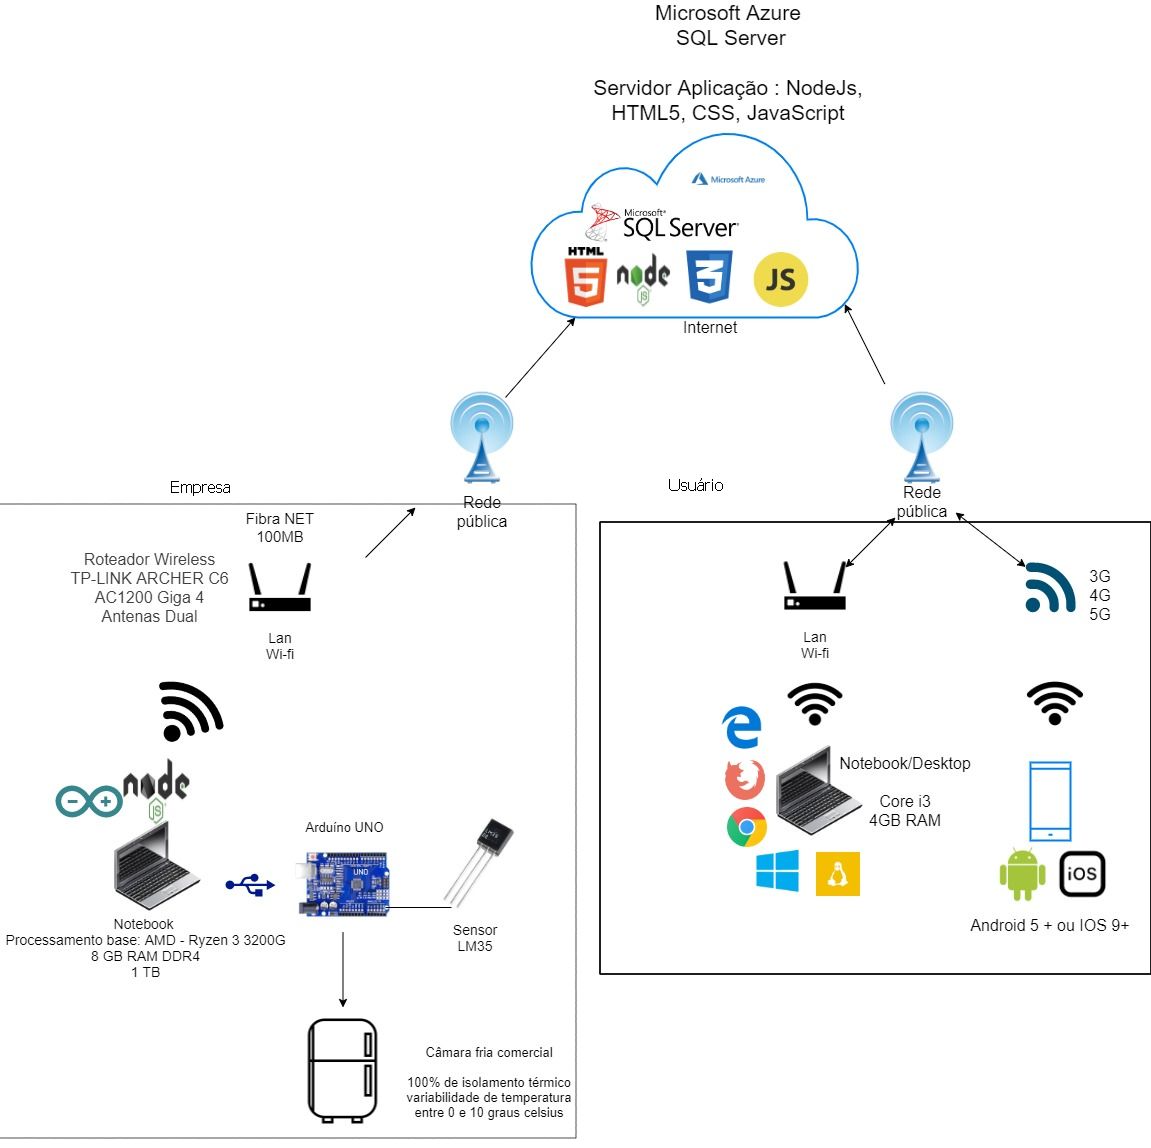 Microsoft Azure
SQL Server
Servidor Aplicação : NodeJs,
HTML5, CSS, JavaScript
Microsoft Azure
Microsoft®
SQL Server®
HTML
5
node
JS
3
JS
Internet
Empresa
Rede
pública
Fibra NET
100MB
Roteador Wireless
TP-LINK ARCHER C6
AC1200 Giga 4
Antenas Dual
Lan
Wi-fi
node
JS
Arduíno UNO
UNO
LM35
Notebook
Processamento base: AMD - Ryzen 3 3200G
8 GB RAM DDR4
1 TB
Sensor
LM35
Câmara fria comercial
100% de isolamento térmico
variabilidade de temperatura
entre 0 e 10 graus celsius
Usuário
Rede
pública
3G
4G
5G
Lan
Wi-fi
Notebook/Desktop
Core i3
4GB RAM
iOS
Android 5 + ou IOS 9+